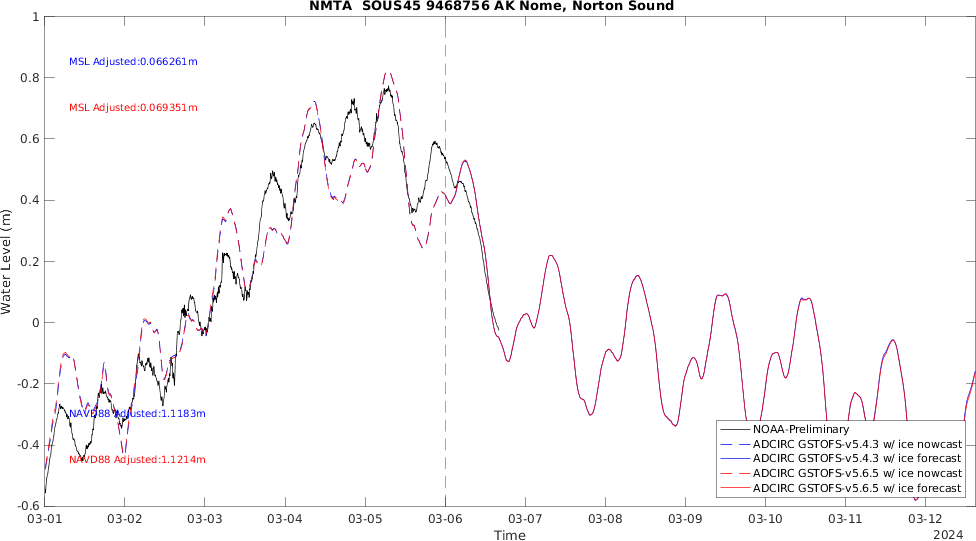 NMTA SOUS45 9468756 AK Nome, Norton Sound
1
0.8
0.6
0.4
0.2
0
-0.2
-0.4
-0.6
Water Level (m)
MSL Adjusted:0.066261m
MSL Adjusted:0.069351m
NAVD88 Adjusted:1.1183m
NAVD88 Adjusted:1.1214m
NOAA-Preliminary
ADCIRC GSTOFS-v5.4.3 w/ ice nowcast
ADCIRC GSTOFS-v5.4.3 w/ ice forecast
ADCIRC GSTOFS-v5.6.5 w/ ice nowcast
ADCIRC GSTOFS-v5.6.5 w/ ice forecast
03-01 03-02 03-03 03-04 03-05 03-06 03-07 03-08 03-09 03-10 03-11 03-12
Time
2024